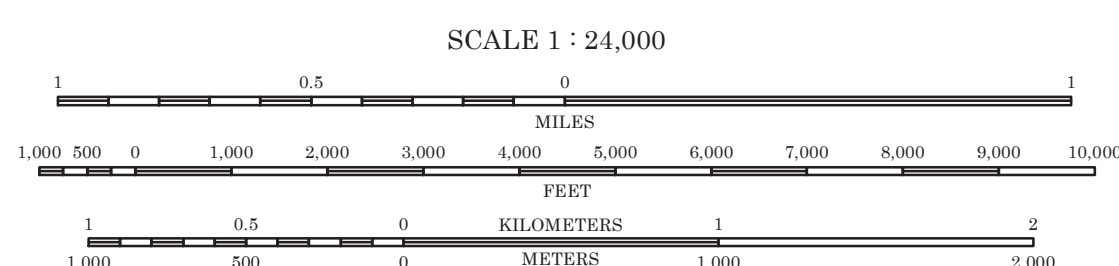 SCALE 1 : 24,000
1 0.5 0 1
MILES
1,000 500 0 1,000 2,000 3,000 4,000 5,000 6,000 7,000 8,000 9,000 10,000
FEET
1 0.5 0 KILOMETERS 1 2
1,000 500 0 METERS 1,000 2,000